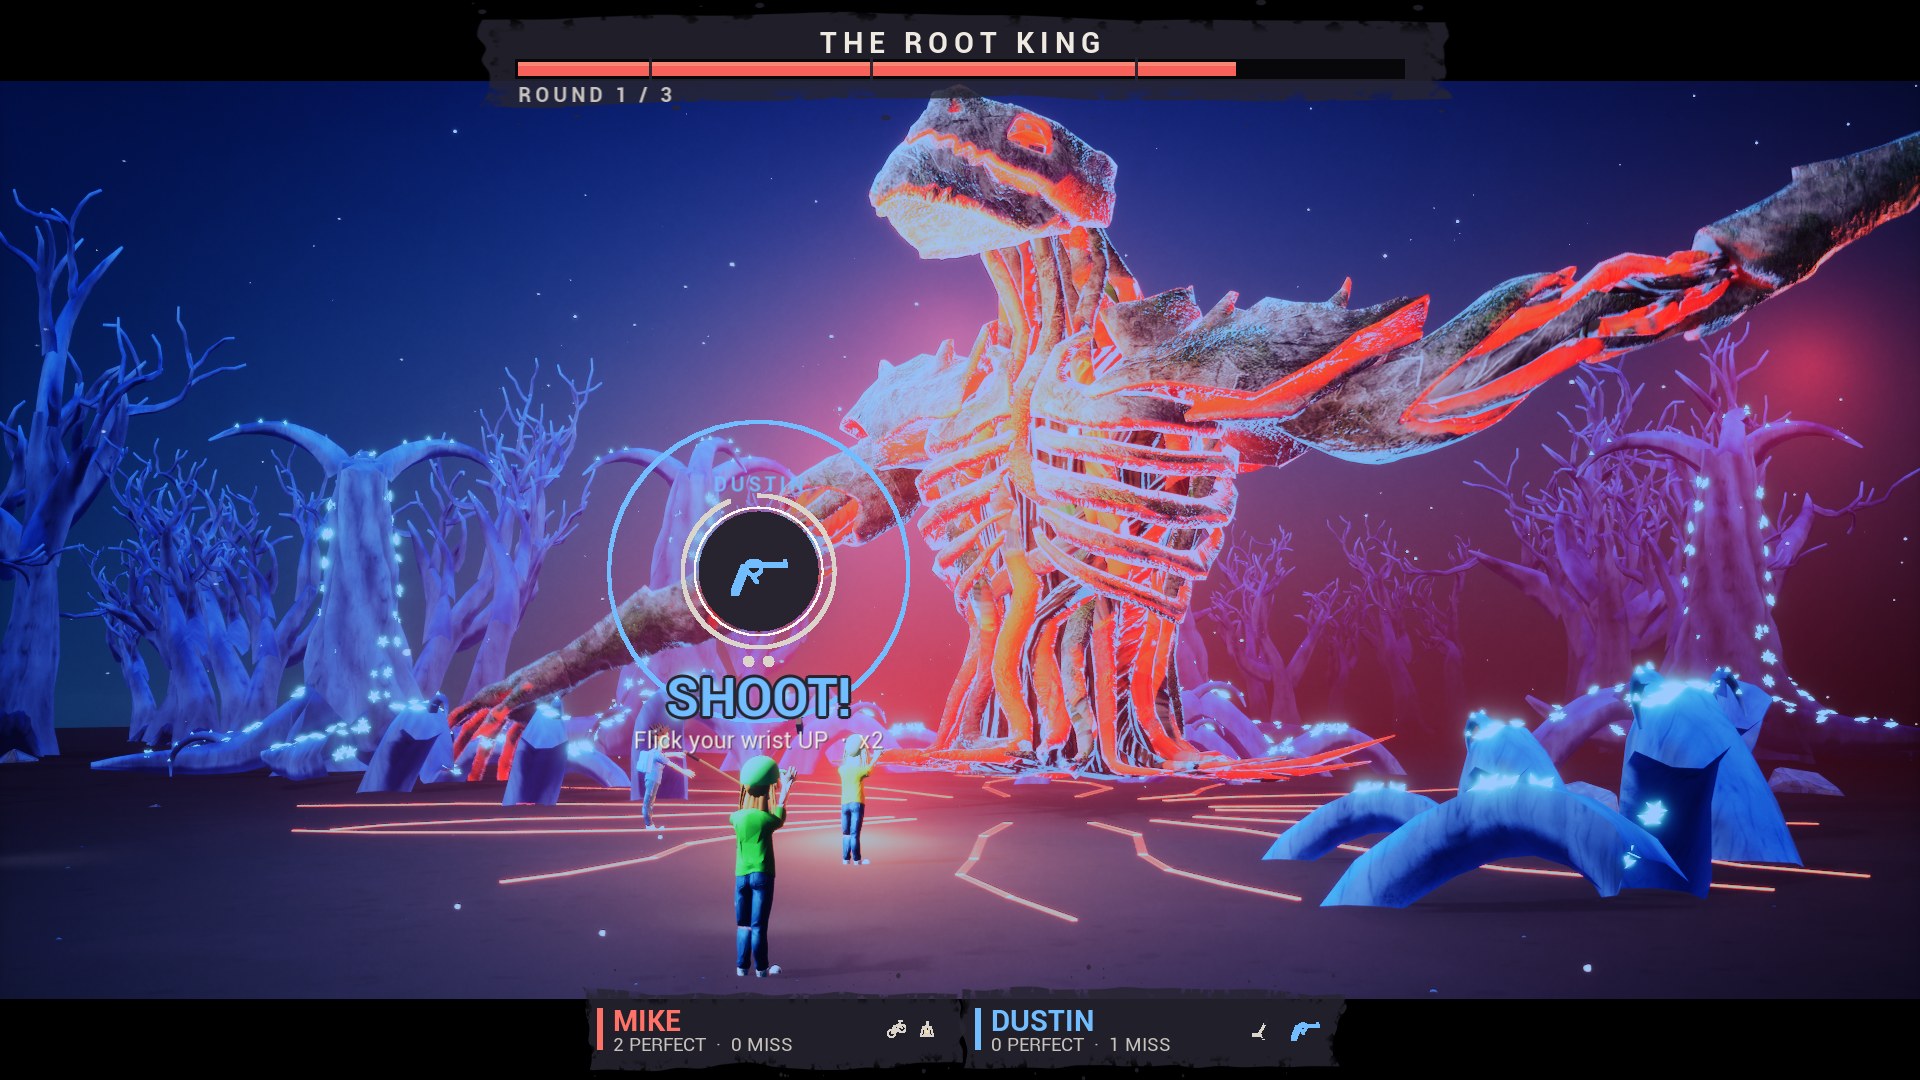 THE ROOT KING
ROUND 1 / 3
DUSTIN
SHOOT!
Flick your wrist UP · x2
MIKE
2 PERFECT · 0 MISS
DUSTIN
0 PERFECT · 1 MISS